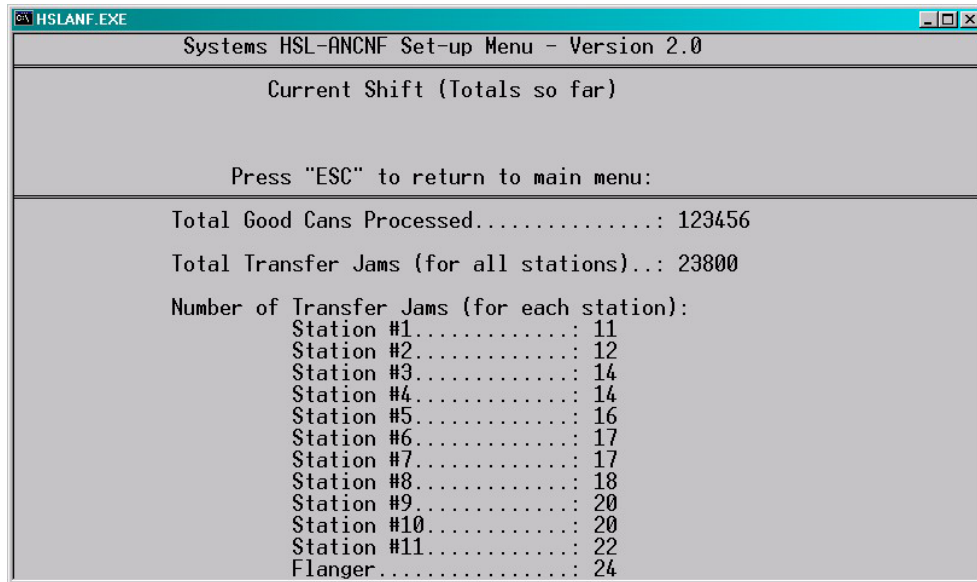 HSLANF.EXE
Systems HSL-ANCNF Set-up Menu - Version 2.0
Current Shift (Totals so far)
Press "ESC" to return to main menu:
Total Good Cans Processed...............: 123456
Total Transfer Jams (for all stations)..: 23800
Number of Transfer Jams (for each station):
Station #1.............: 11
Station #2.............: 12
Station #3.............: 14
Station #4.............: 14
Station #5.............: 16
Station #6.............: 17
Station #7.............: 17
Station #8.............: 18
Station #9.............: 20
Station #10............: 20
Station #11............: 22
Flanger................: 24